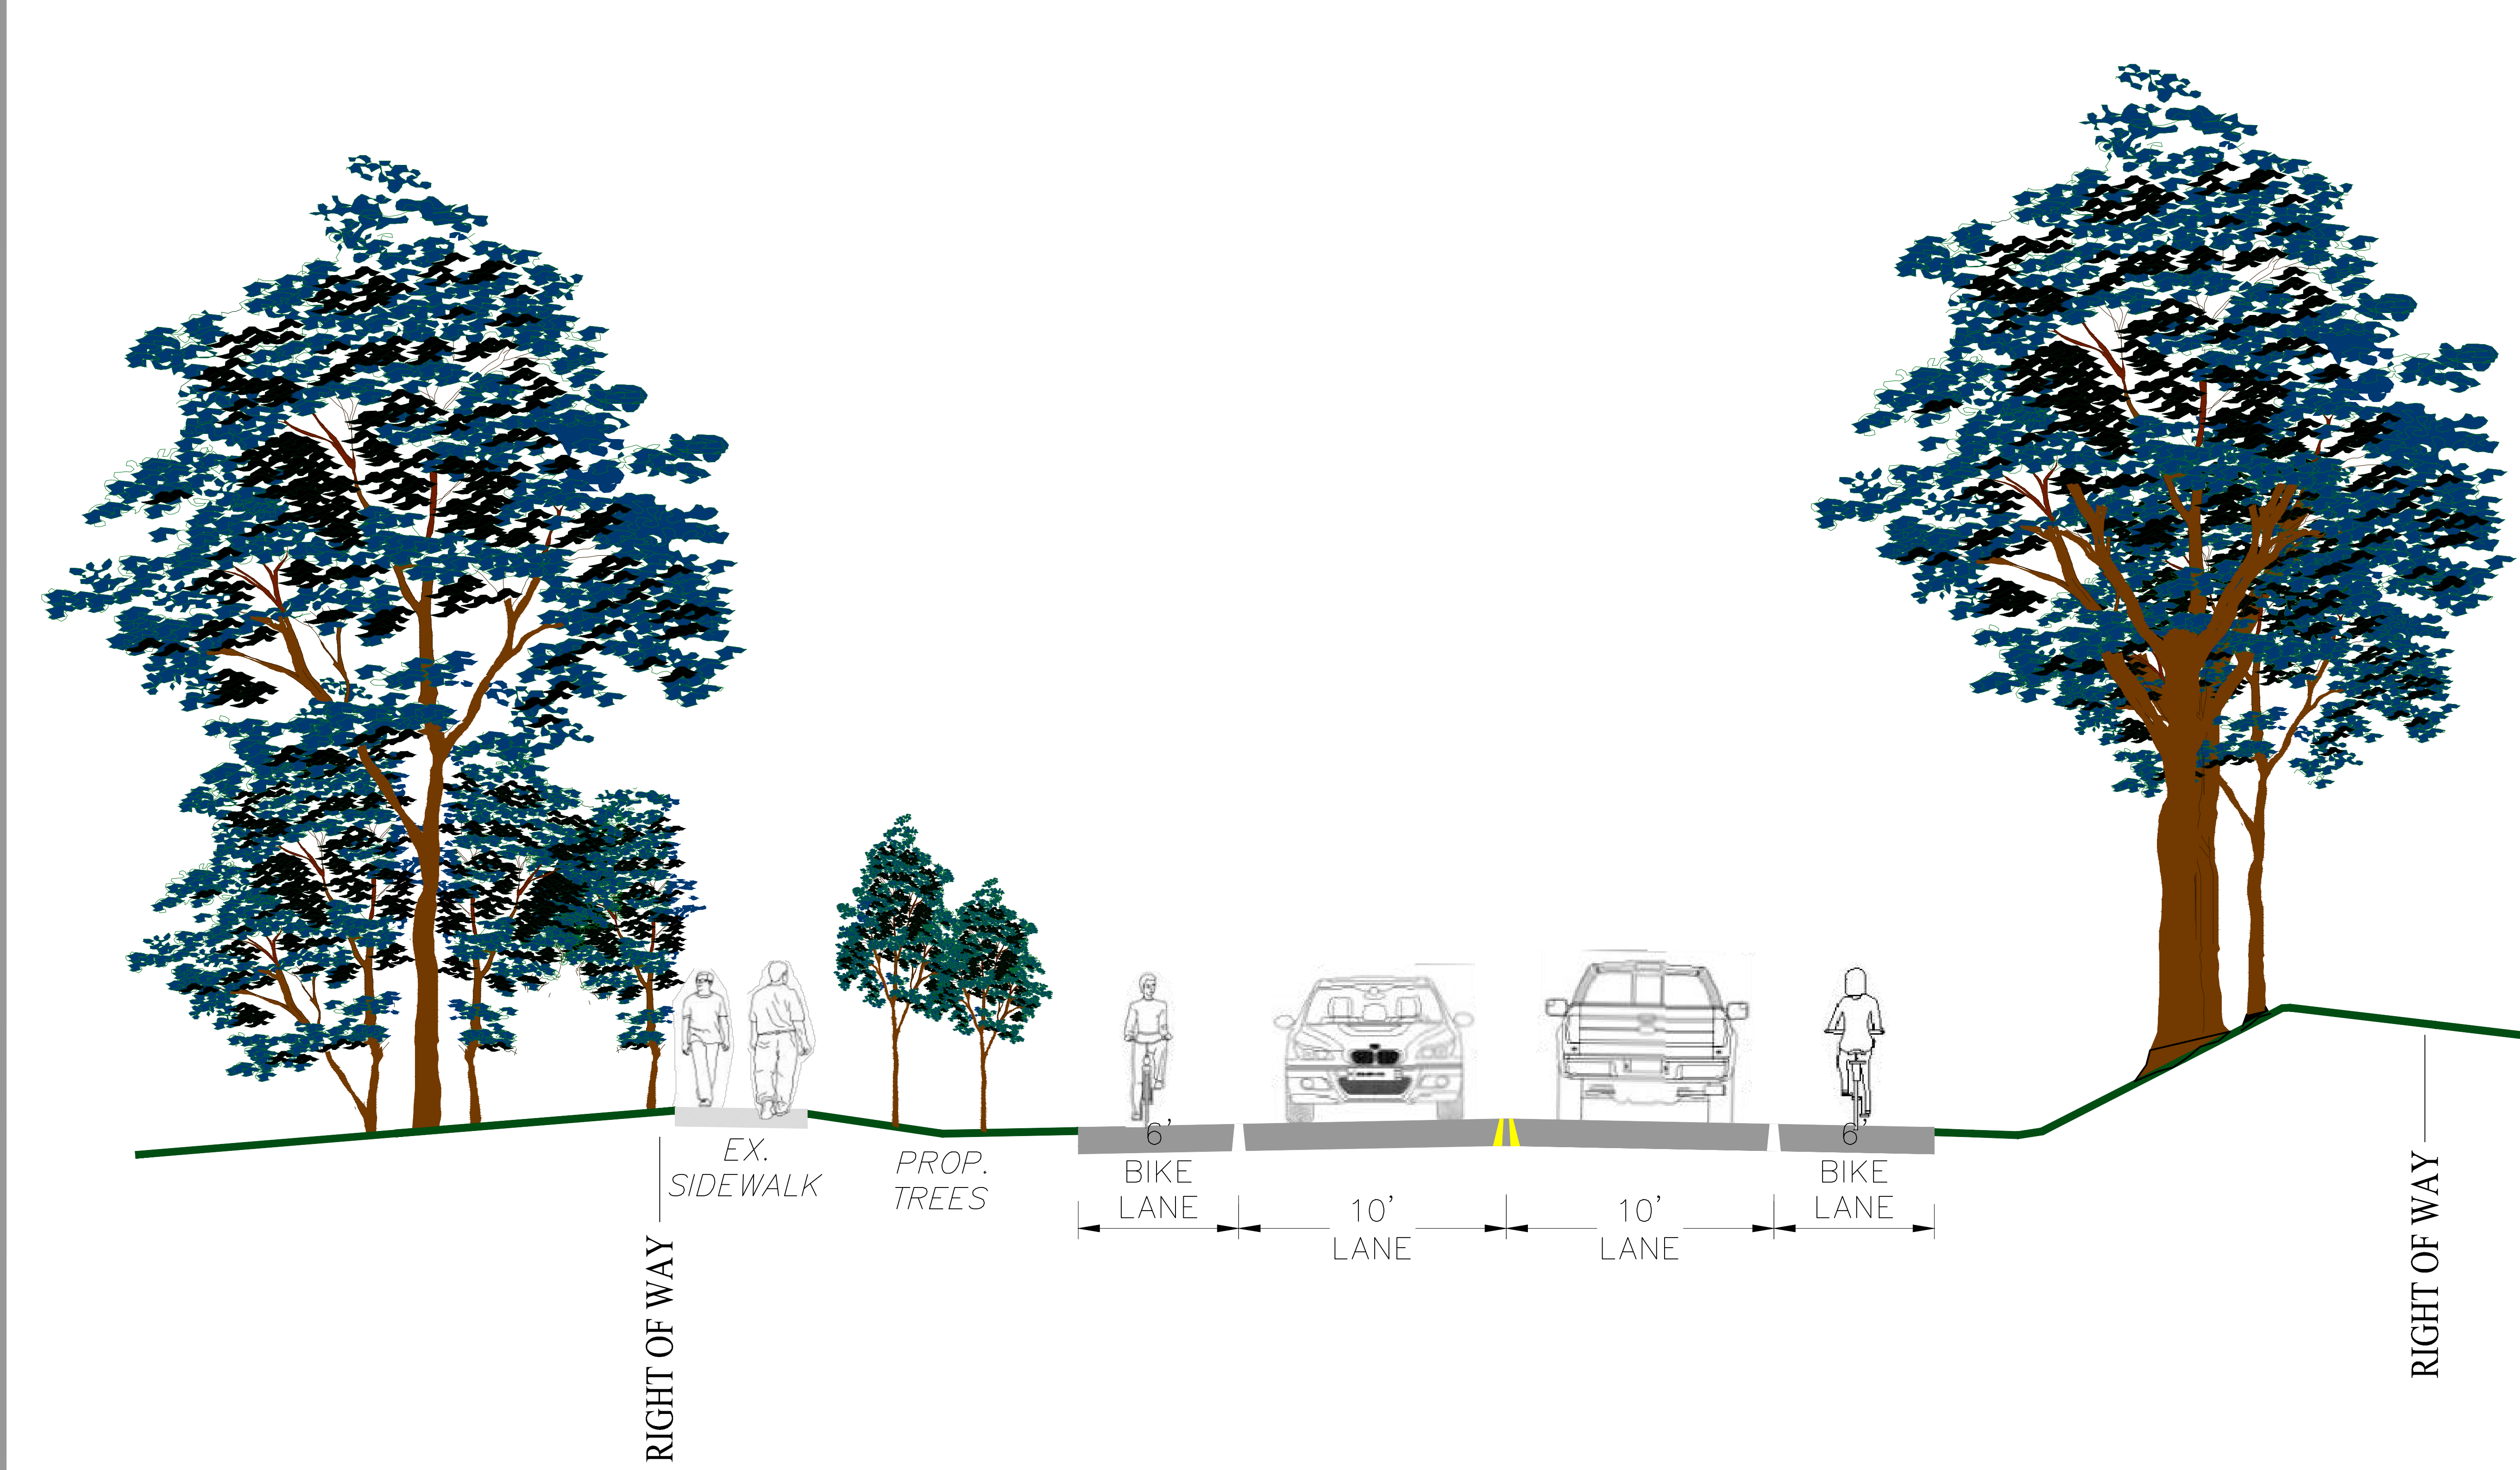 EX.
SIDEWALK
PROP.
TREES
6'
BIKE
LANE
10'
LANE
10'
LANE
6'
BIKE
LANE
RIGHT OF WAY
RIGHT OF WAY